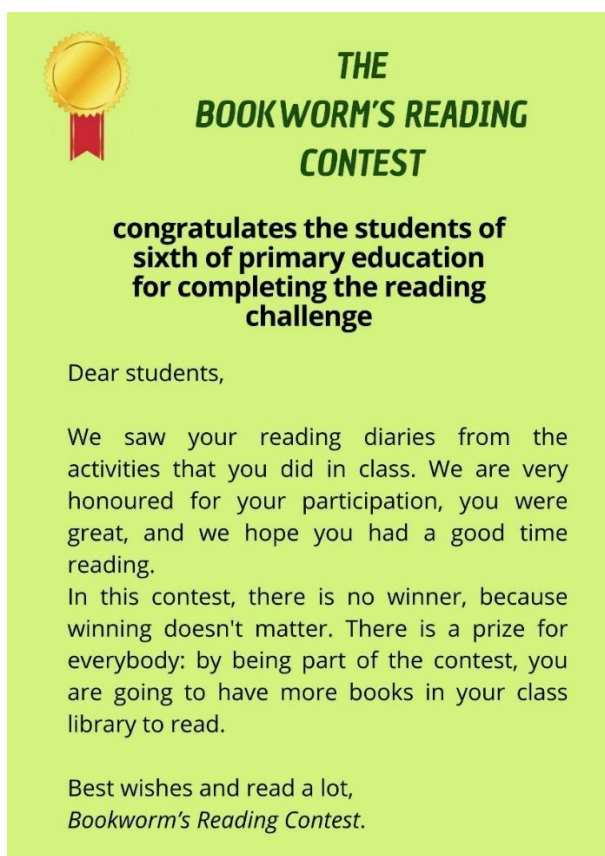 THE
BOOKWORM'S READING
CONTEST
congratulates the students of
sixth of primary education
for completing the reading
challenge
Dear students,
We saw your reading diaries from the
activities that you did in class. We are very
honoured for your participation, you were
great, and we hope you had a good time
reading.
In this contest, there is no winner, because
winning doesn't matter. There is a prize for
everybody: by being part of the contest, you
are going to have more books in your class
library to read.
Best wishes and read a lot,
Bookworm’s Reading Contest.